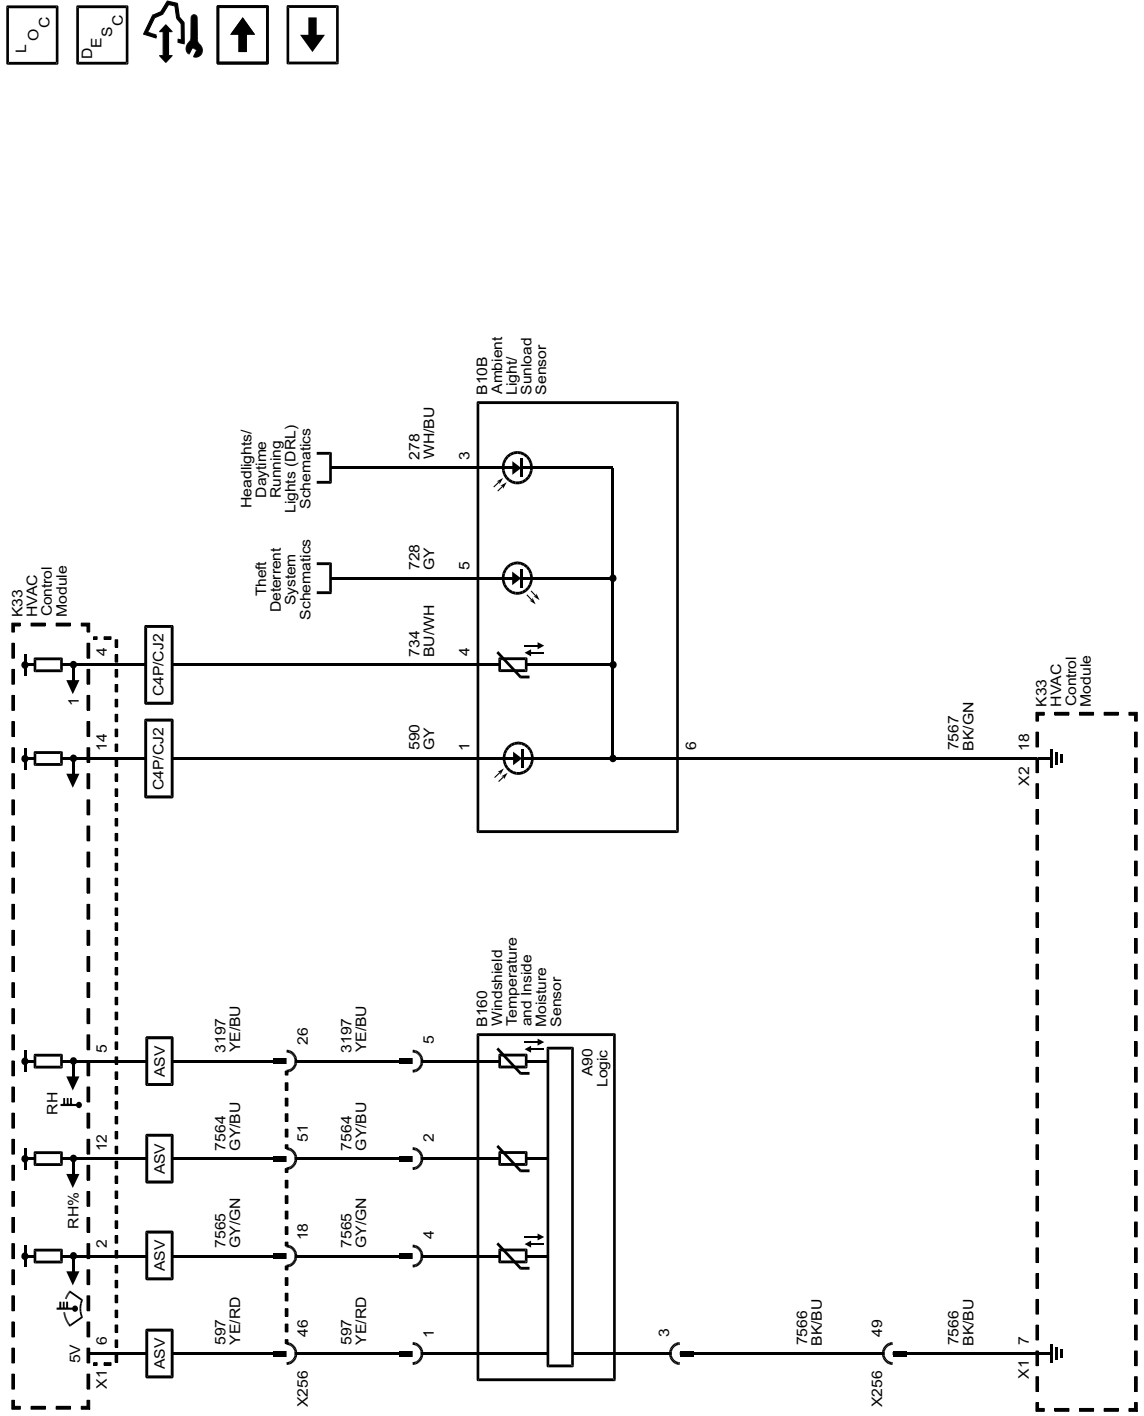 LOC
DESC
K33
HVAC
Control
Module
5V
RH%
RH
1
X1
6
2
12
5
14
4
ASV
ASV
ASV
ASV
C4P/CJ2
C4P/CJ2
Theft
Deterrent
System
Schematics
Headlights/
Daytime
Running
Lights (DRL)
Schematics
597
YE/RD
7565
GY/GN
7564
GY/BU
3197
YE/BU
X256
46
18
51
26
597
YE/RD
7565
GY/GN
7564
GY/BU
3197
YE/BU
590
GY
734
BU/WH
728
GY
278
WH/BU
1
4
2
5
1
4
5
3
B160
Windshield
Temperature
and Inside
Moisture
Sensor
B10B
Ambient
Light/
Sunload
Sensor
A90
Logic
3
6
7566
BK/BU
X256
49
7566
BK/BU
7567
BK/GN
X1
7
X2
18
K33
HVAC
Control
Module